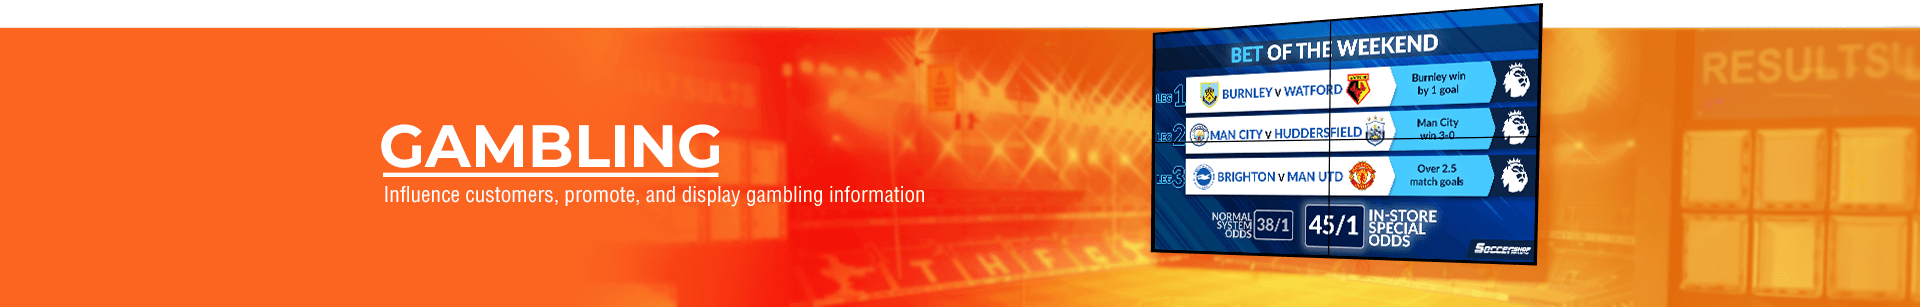 GAMBLING
Influence customers, promote, and display gambling information
BET OF THE WEEKEND
LEG 1
BURNLEY v WATFORD
Burnley win
by 1 goal
LEG 2
MAN CITY v HUDDERSFIELD
Man City
win 3-0
LEG 3
BRIGHTON v MAN UTD
Over 2.5
match goals
NORMAL
SYSTEM
ODDS
38/1
45/1
IN-STORE
SPECIAL
ODDS
SOCCERSHOP
RESULTS